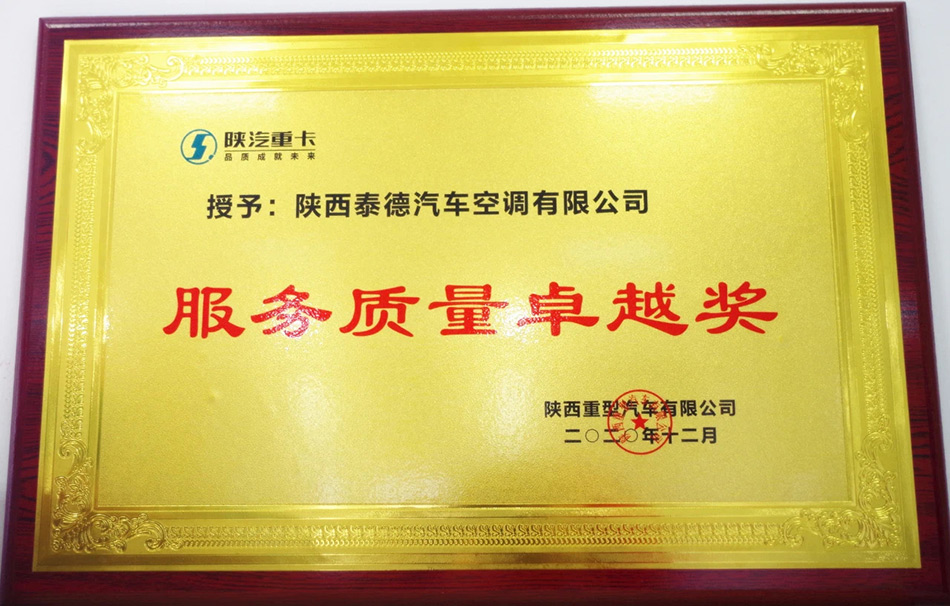 陕汽重卡
品质成就未来
授予：陕西泰德汽车空调有限公司
服务质量卓越奖
陕西重型汽车有限公司
二〇二〇年十二月